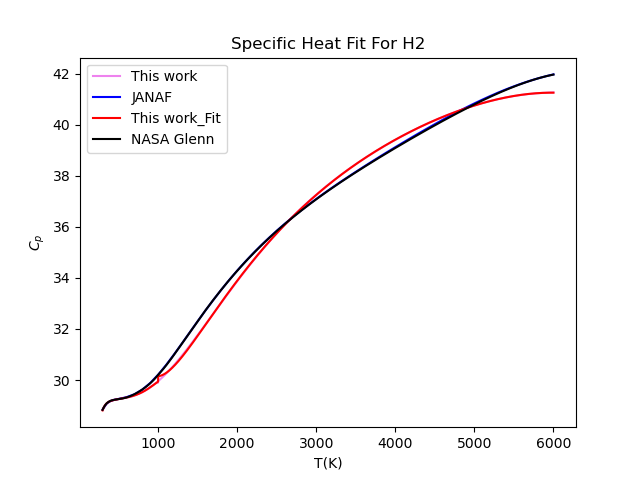 Specific Heat Fit For H2
This work
JANAF
This work_Fit
NASA Glenn
42
40
38
36
34
32
30
C_p
1000 2000 3000 4000 5000 6000
T(K)